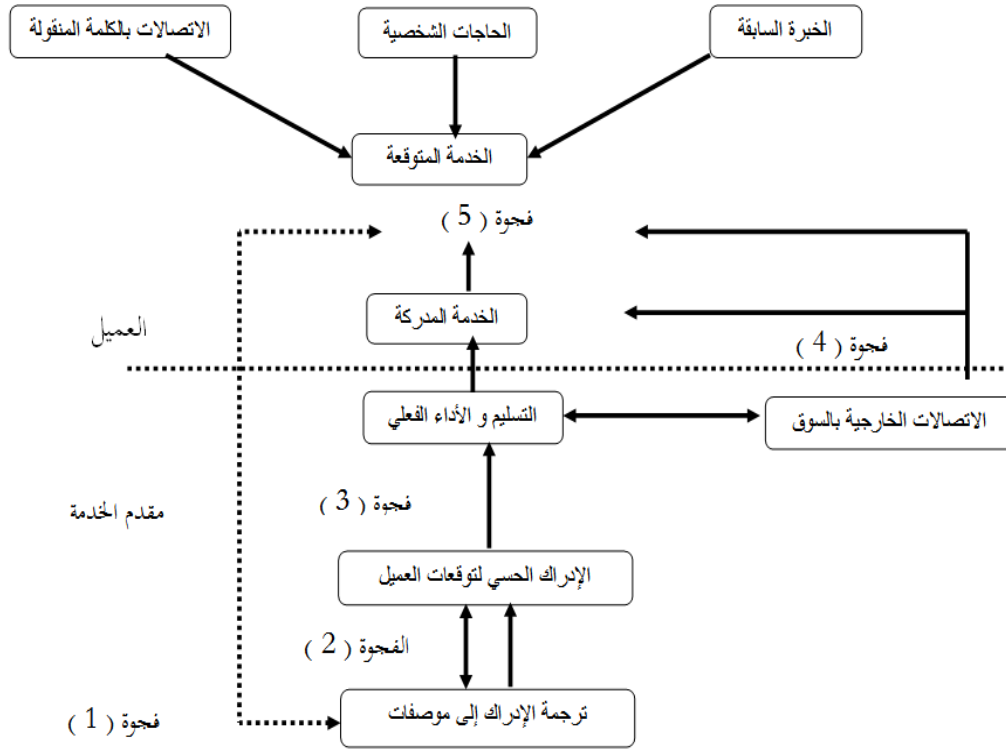 الخبرة السابقة
الحاجات الشخصية
الاتصالات بالكلمة المنقولة
الخدمة المتوقعة
فجوة ( 5 )
الخدمة المدركة
العميل
فجوة ( 4 )
التسليم و الأداء الفعلي
الاتصالات الخارجية بالسوق
فجوة ( 3 )
مقدم الخدمة
الإدراك الحسي لتوقعات العميل
الفجوة ( 2 )
ترجمة الإدراك إلى موصفات
فجوة ( 1 )